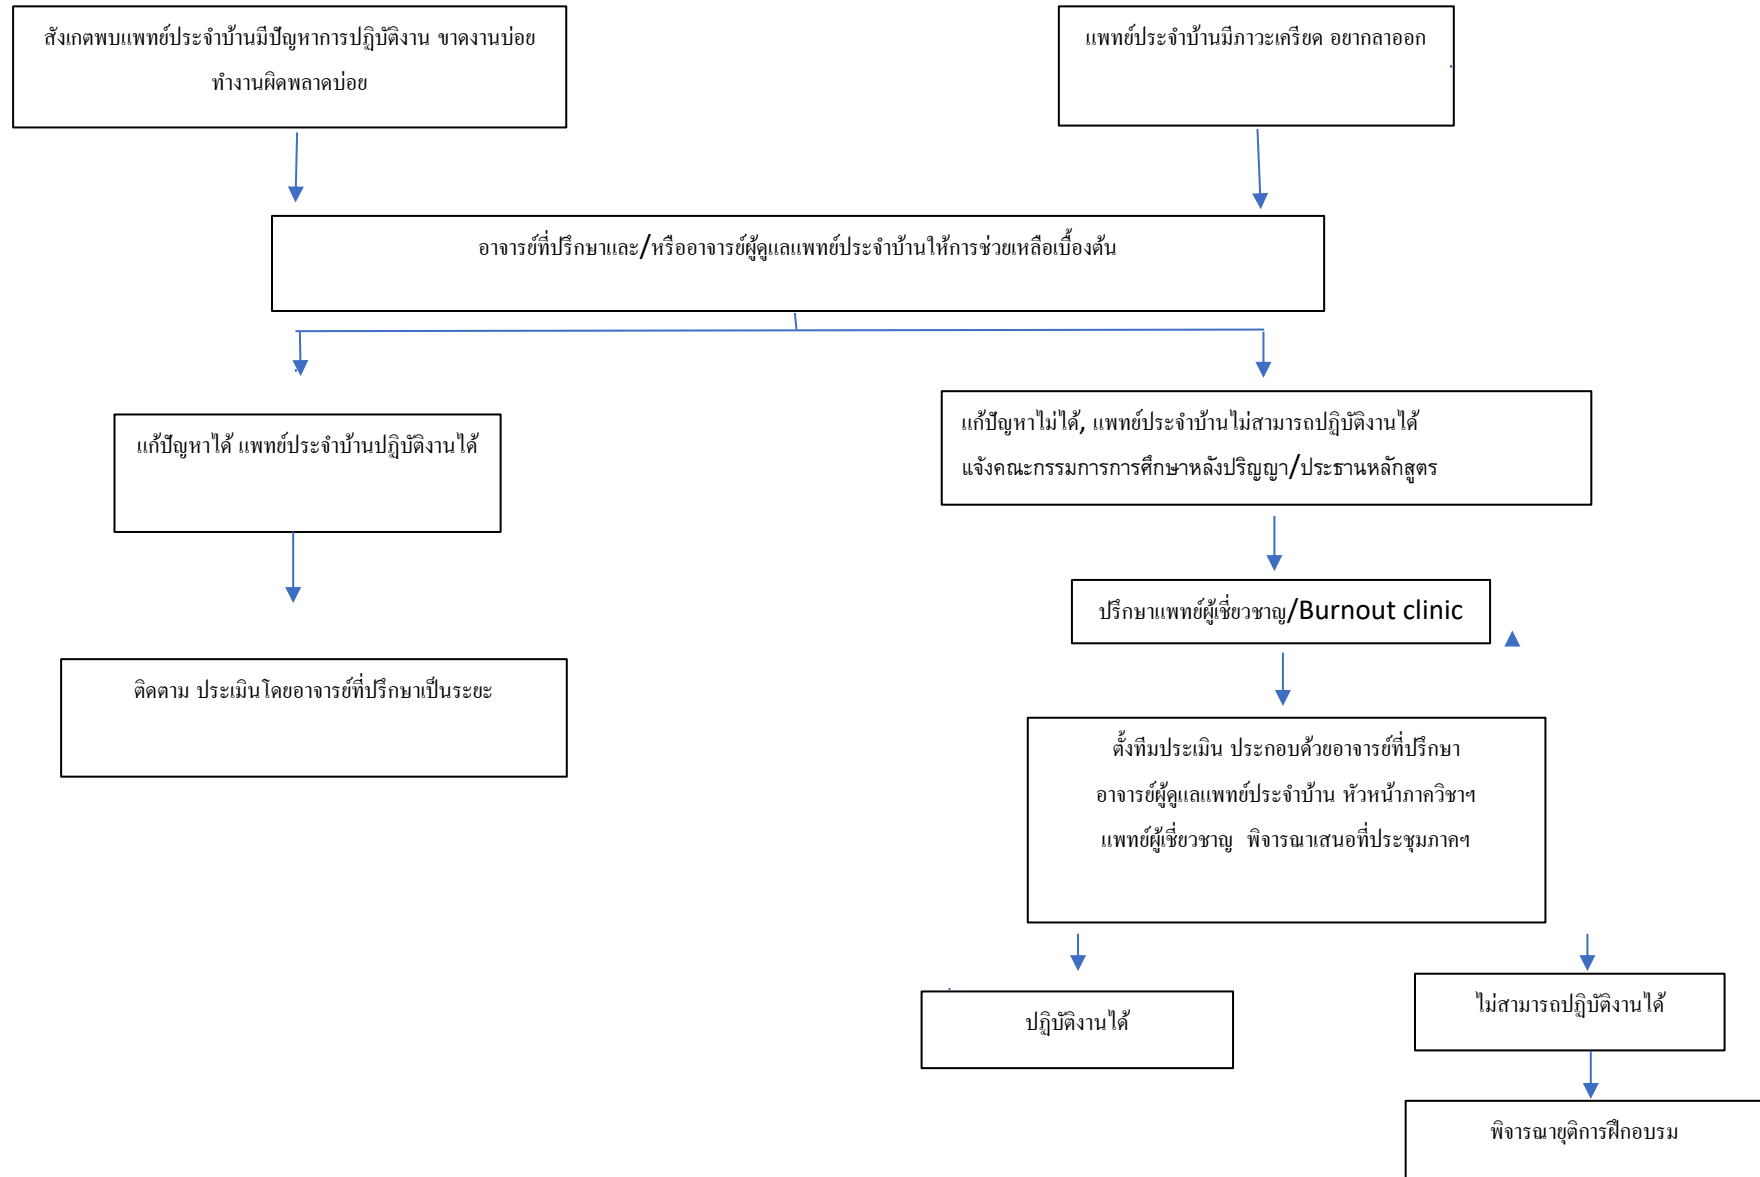 สังเกตพบแพทย์ประจำบ้านมีปัญหาการปฏิบัติงาน ขาดงานบ่อย
ทำงานผิดพลาดบ่อย
แพทย์ประจำบ้านมีภาวะเครียด อยากลาออก
อาจารย์ที่ปรึกษาและ/หรืออาจารย์ผู้ดูแลแพทย์ประจำบ้านให้การช่วยเหลือเบื้องต้น
แก้ปัญหาได้ แพทย์ประจำบ้านปฏิบัติงานได้
แก้ปัญหาไม่ได้, แพทย์ประจำบ้านไม่สามารถปฏิบัติงานได้
แจ้งคณะกรรมการการศึกษาหลังปริญญา/ประธานหลักสูตร
ปรึกษาแพทย์ผู้เชี่ยวชาญ/Burnout clinic
ติดตาม ประเมินโดยอาจารย์ที่ปรึกษาเป็นระยะ
ตั้งทีมประเมิน ประกอบด้วยอาจารย์ที่ปรึกษา
อาจารย์ผู้ดูแลแพทย์ประจำบ้าน หัวหน้าภาควิชาฯ
แพทย์ผู้เชี่ยวชาญ พิจารณาเสนอที่ประชุมภาคฯ
ปฏิบัติงานได้
ไม่สามารถปฏิบัติงานได้
พิจารณายุติการฝึกอบรม